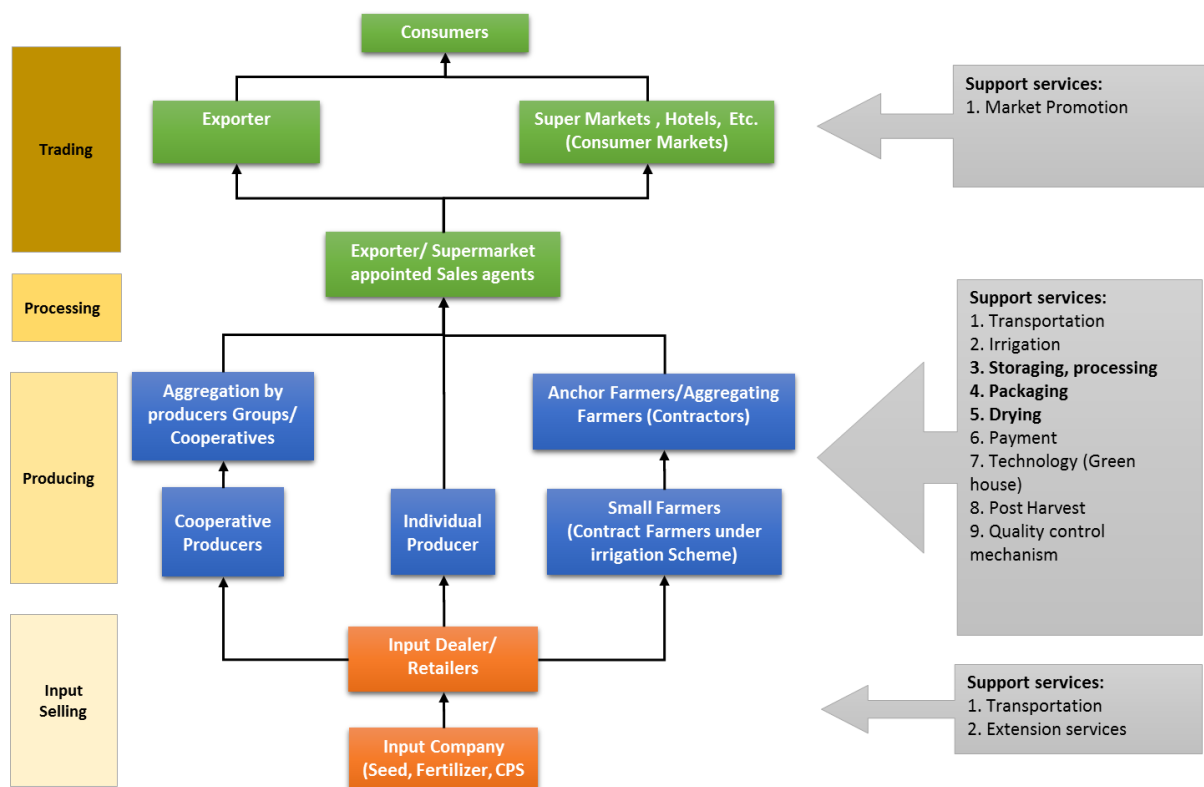 Consumers
Trading
Exporter
Super Markets , Hotels, Etc.
(Consumer Markets)
Support services:
1. Market Promotion
Exporter/ Supermarket
appointed Sales agents
Processing
Producing
Aggregation by
producers Groups/
Cooperatives
Anchor Farmers/Aggregating
Farmers (Contractors)
Cooperative
Producers
Individual
Producer
Small Farmers
(Contract Farmers under
irrigation Scheme)
Support services:
1. Transportation
2. Irrigation
3. Storaging, processing
4. Packaging
5. Drying
6. Payment
7. Technology (Green
house)
8. Post Harvest
9. Quality control
mechanism
Input
Selling
Input Dealer/
Retailers
Input Company
(Seed, Fertilizer, CPS
Support services:
1. Transportation
2. Extension services